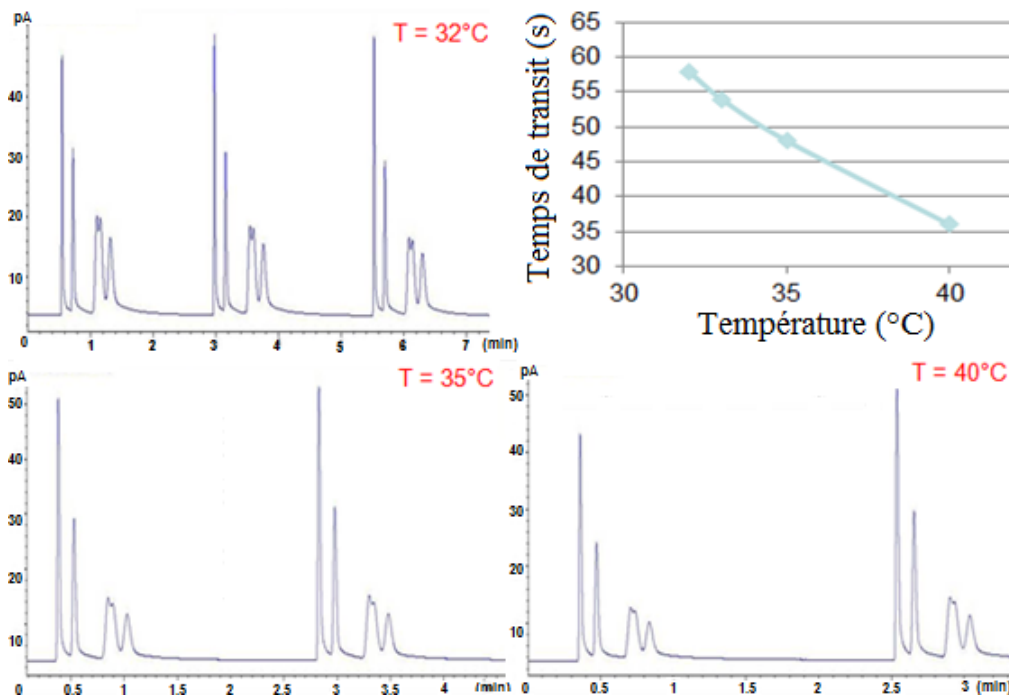 pA
T = 32°C
40
30
20
10
0 1 2 3 4 5 6 7 (min)
Temps de transit (s)
65
60
55
50
45
40
35
30
30 35 40
Température (°C)
pA
T = 35°C
50
40
30
20
10
0 0.5 1 1.5 2 2.5 3 3.5 4 (min)
pA
T = 40°C
50
40
30
20
10
0 0.5 1 1.5 2 2.5 3 (min)